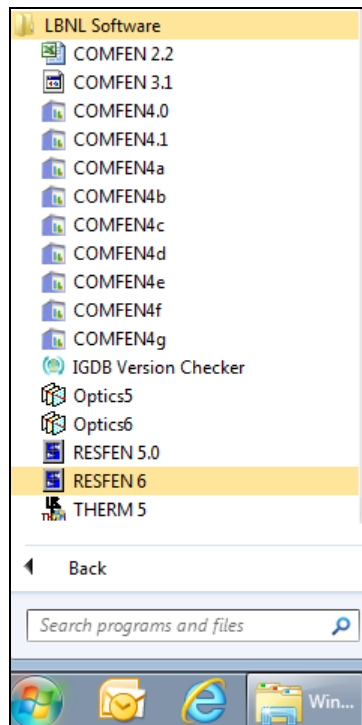 LBNL Software
COMFEN 2.2
COMFEN 3.1
COMFEN4.0
COMFEN4.1
COMFEN4a
COMFEN4b
COMFEN4c
COMFEN4d
COMFEN4e
COMFEN4f
COMFEN4g
IGDB Version Checker
Optics5
Optics6
RESFEN 5.0
RESFEN 6
THERM 5
Back
Search programs and files
Win...